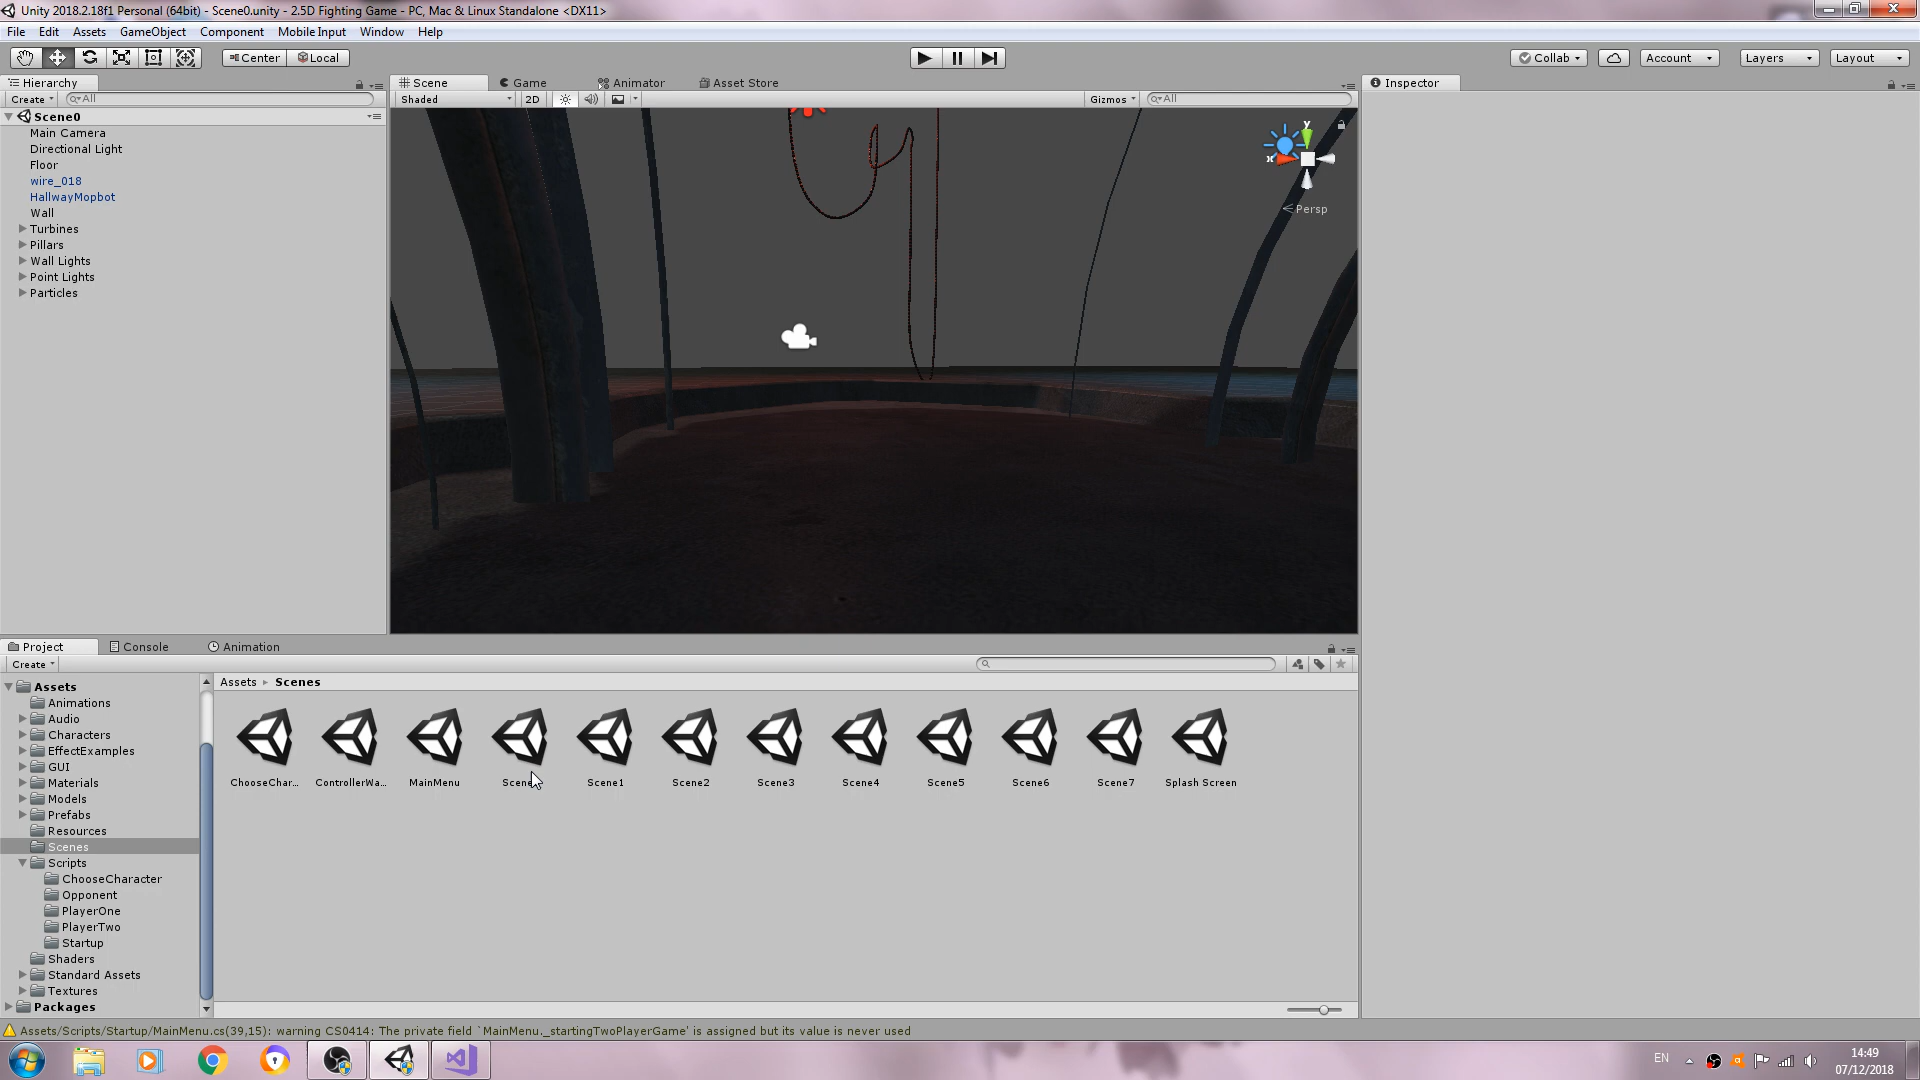 Unity 2018.2.18f1 Personal (64bit) - Scene0.unity - 2.5D Fighting Game - PC, Mac & Linux Standalone <DX11>
File Edit Assets GameObject Component Mobile Input Window Help
Center Local Collab Account Layers Layout
Hierarchy
Create All
Scene0
Main Camera
Directional Light
Floor
wire_018
HallwayMopbot
Wall
Turbines
Pillars
Wall Lights
Point Lights
Particles
Scene Game Animator Asset Store
Shaded 2D Gizmos All
y
x
Persp
Inspector
Project Console Animation
Create
Assets
Animations
Audio
Characters
EffectExamples
GUI
Materials
Models
Prefabs
Resources
Scenes
Scripts
ChooseCharacter
Opponent
PlayerOne
PlayerTwo
Startup
Shaders
Standard Assets
Textures
Packages
Assets Scenes
ChooseChar... ControllerWa... MainMenu Scene Scene1 Scene2 Scene3 Scene4 Scene5 Scene6 Scene7 Splash Screen
Assets/Scripts/Startup/MainMenu.cs(39,15): warning CS0414: The private field `MainMenu._startingTwoPlayerGame' is assigned but its value is never used
EN
14:49
07/12/2018